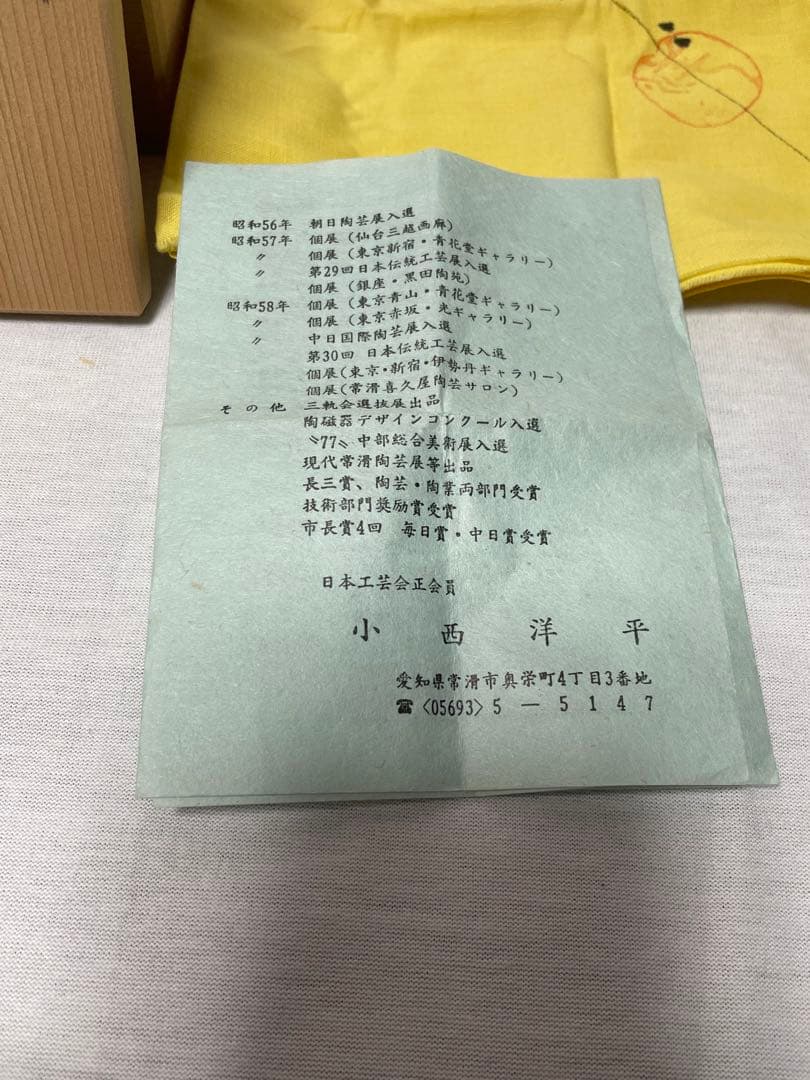 昭和56年 朝日陶芸展入選
昭和57年 個展(仙台三越画廊)
〃 個展(東京新宿・青花堂ギャラリー)
〃 第29回日本伝統工芸展入選
個展(銀座・黒田陶苑)
昭和58年 個展(東京青山・青花堂ギャラリー)
〃 個展(東京赤坂・光ギャラリー)
〃 中日国際陶芸展入選
第30回 日本伝統工芸展入選
個展(東京・新宿・伊勢丹ギャラリー)
個展(常滑喜久屋陶芸サロン)
その他 三軌会選抜展出品
陶磁器デザインコンクール入選
〝77〟中部総合美術展入選
現代常滑陶芸展等出品
長三賞、陶芸・陶業両部門受賞
技術部門奨励賞受賞
市長賞4回 毎日賞・中日賞受賞
日本工芸会正会員
小西洋平
愛知県常滑市奥栄町4丁目3番地
☎〈05693〉5—5147